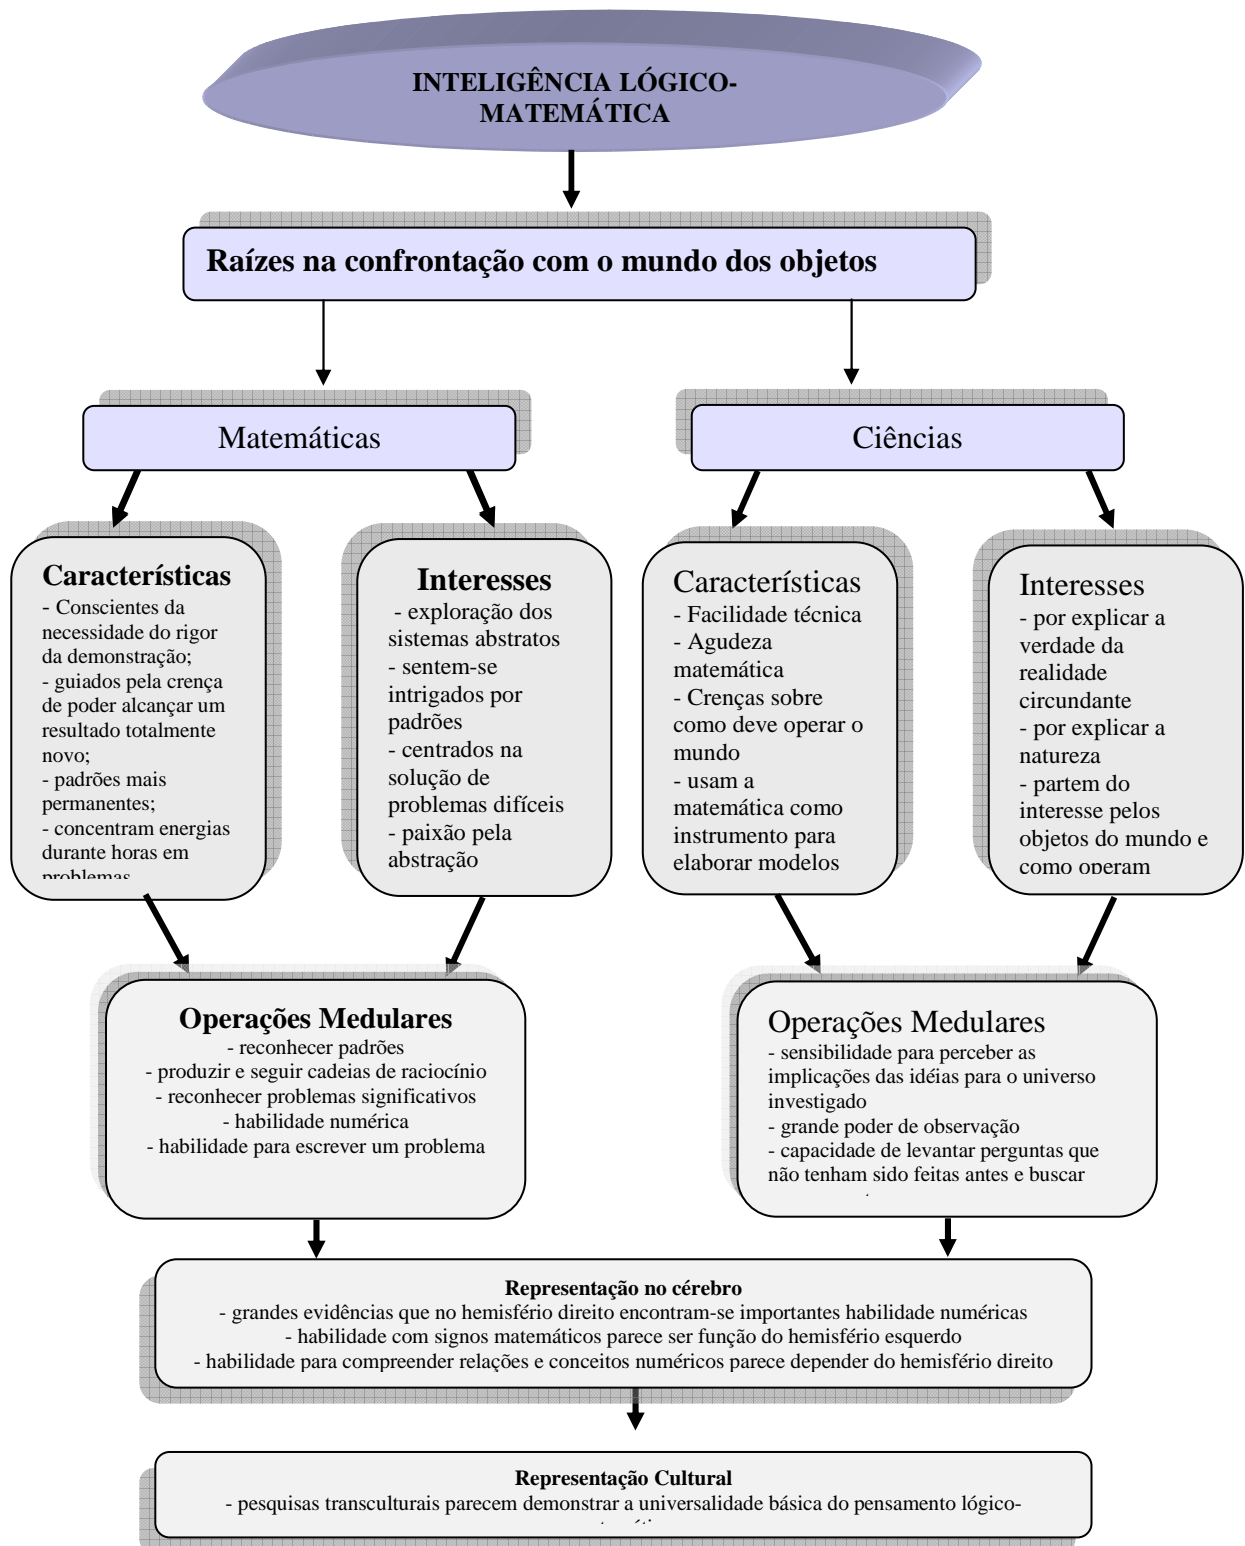 INTELIGÊNCIA LÓGICO-
MATEMÁTICA
Raízes na confrontação com o mundo dos objetos
Matemáticas
Ciências
Características
- Conscientes da
necessidade do rigor
da demonstração;
- guiados pela crença
de poder alcançar um
resultado totalmente
novo;
- padrões mais
permanentes;
- concentram energias
durante horas em
problemas
Interesses
- exploração dos
sistemas abstratos
- sentem-se
intrigados por
padrões
- centrados na
solução de
problemas difíceis
- paixão pela
abstração
Características
- Facilidade técnica
- Agudeza
matemática
- Crenças sobre
como deve operar o
mundo
- usam a
matemática como
instrumento para
elaborar modelos
Interesses
- por explicar a
verdade da
realidade
circundante
- por explicar a
natureza
- partem do
interesse pelos
objetos do mundo e
como operam
Operações Medulares
- reconhecer padrões
- produzir e seguir cadeias de raciocínio
- reconhecer problemas significativos
- habilidade numérica
- habilidade para escrever um problema
Operações Medulares
- sensibilidade para perceber as
implicações das idéias para o universo
investigado
- grande poder de observação
- capacidade de levantar perguntas que
não tenham sido feitas antes e buscar
Representação no cérebro
- grandes evidências que no hemisfério direito encontram-se importantes habilidade numéricas
- habilidade com signos matemáticos parece ser função do hemisfério esquerdo
- habilidade para compreender relações e conceitos numéricos parece depender do hemisfério direito
Representação Cultural
- pesquisas transculturais parecem demonstrar a universalidade básica do pensamento lógico-